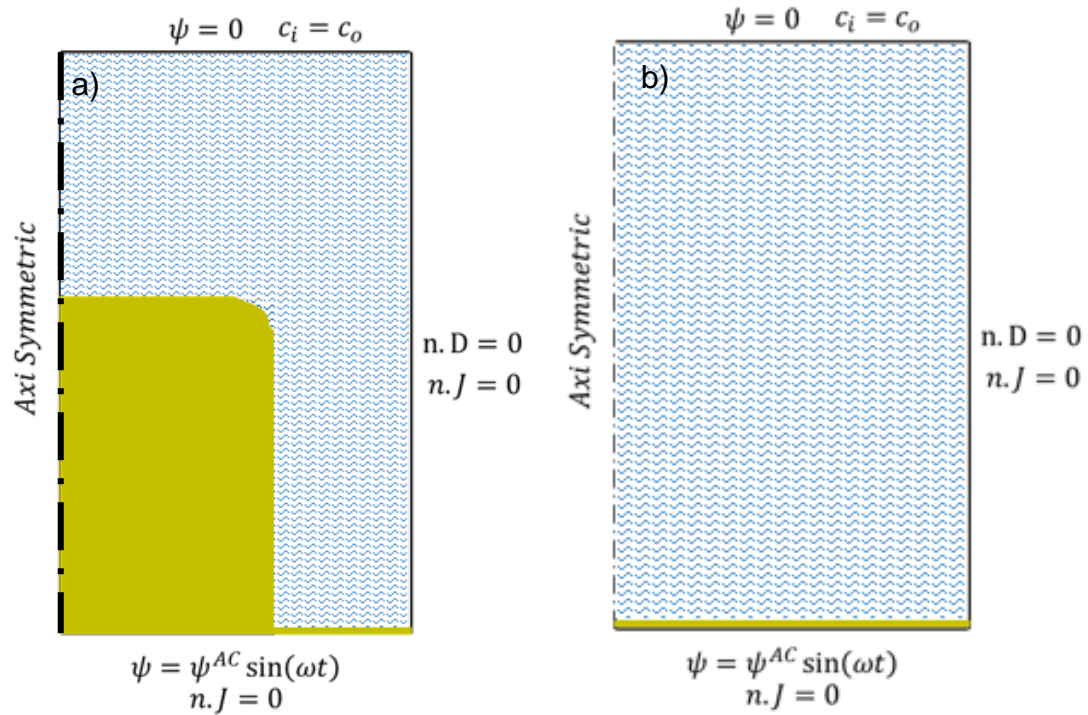 ψ = 0 c_i = c_o
a)
Axi Symmetric
n. D = 0
n. J = 0
ψ = ψ^{AC} sin(ωt)
n. J = 0
ψ = 0 c_i = c_o
b)
Axi Symmetric
n. D = 0
n. J = 0
ψ = ψ^{AC} sin(ωt)
n. J = 0